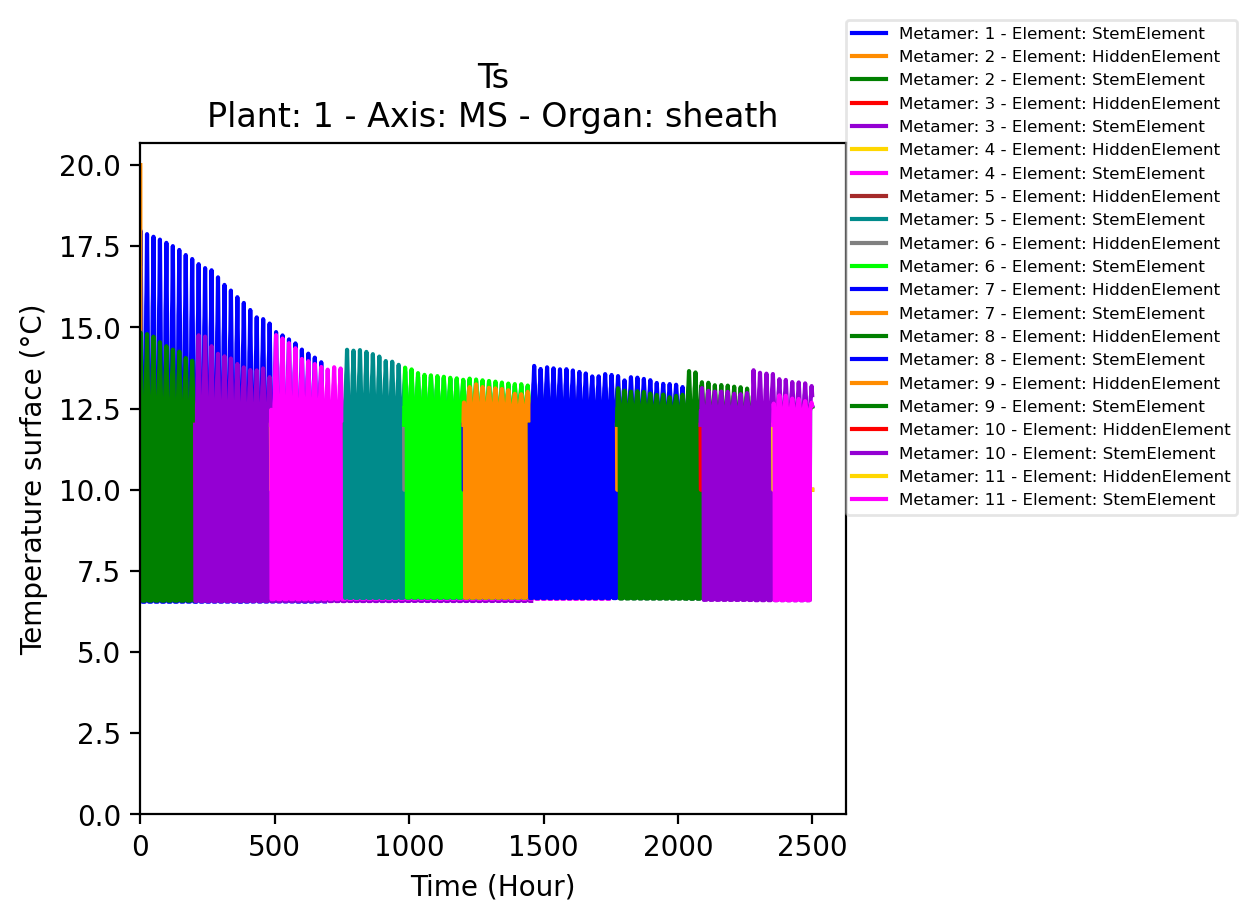 Ts
Plant: 1 - Axis: MS - Organ: sheath
Metamer: 1 - Element: StemElement
Metamer: 2 - Element: HiddenElement
Metamer: 2 - Element: StemElement
Metamer: 3 - Element: HiddenElement
Metamer: 3 - Element: StemElement
Metamer: 4 - Element: HiddenElement
Metamer: 4 - Element: StemElement
Metamer: 5 - Element: HiddenElement
Metamer: 5 - Element: StemElement
Metamer: 6 - Element: HiddenElement
Metamer: 6 - Element: StemElement
Metamer: 7 - Element: HiddenElement
Metamer: 7 - Element: StemElement
Metamer: 8 - Element: HiddenElement
Metamer: 8 - Element: StemElement
Metamer: 9 - Element: HiddenElement
Metamer: 9 - Element: StemElement
Metamer: 10 - Element: HiddenElement
Metamer: 10 - Element: StemElement
Metamer: 11 - Element: HiddenElement
Metamer: 11 - Element: StemElement
Temperature surface (°C)
20.0
17.5
15.0
12.5
10.0
7.5
5.0
2.5
0.0
0 500 1000 1500 2000 2500
Time (Hour)